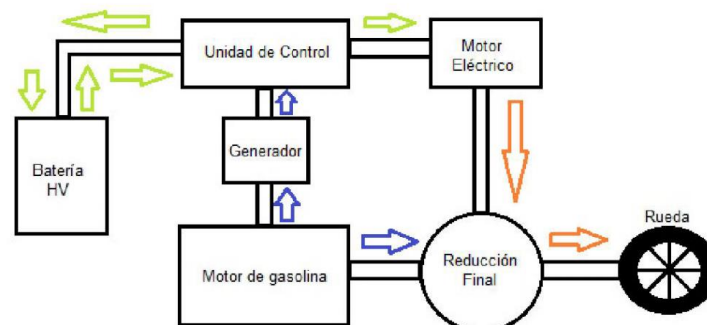 Unidad de Control
Motor
Eléctrico
Batería
HV
Generador
Motor de gasolina
Reducción
Final
Rueda